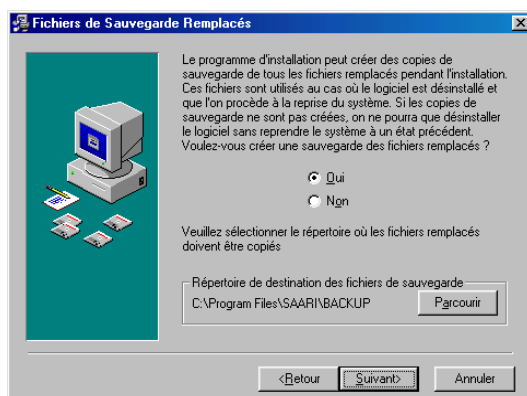 Fichiers de Sauvegarde Remplacés
Le programme d'installation peut créer des copies de
sauvegarde de tous les fichiers remplacés pendant l'installation.
Ces fichiers sont utilisés au cas où le logiciel est désinstallé et
que l'on procède à la reprise du système. Si les copies de
sauvegarde ne sont pas créées, on ne pourra que désinstaller
le logiciel sans reprendre le système à un état précédent.
Voulez-vous créer une sauvegarde des fichiers remplacés ?
Oui
Non
Veuillez sélectionner le répertoire où les fichiers remplacés
doivent être copiés
Répertoire de destination des fichiers de sauvegarde
C:\Program Files\SAARI\BACKUP
Parcourir
<Retour
Suivant>
Annuler